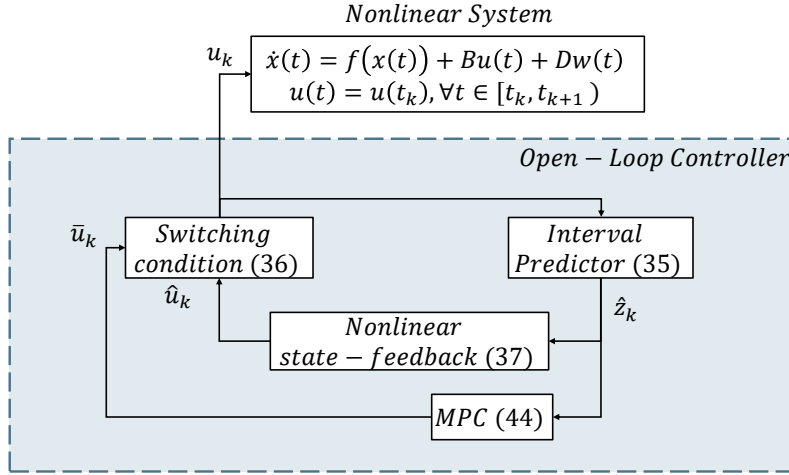 Nonlinear System
u_k
ẋ(t) = f(x(t)) + Bu(t) + Dw(t)
u(t) = u(t_k), ∀t ∈ [t_k, t_{k+1} )
Open − Loop Controller
ū_k
Switching
condition (36)
Interval
Predictor (35)
û_k
ẑ_k
Nonlinear
state − feedback (37)
MPC (44)